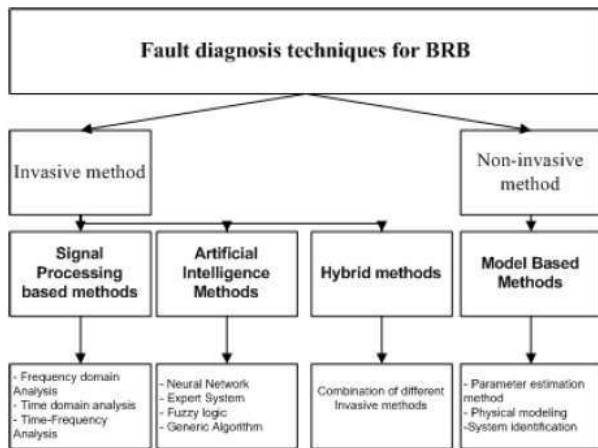 Fault diagnosis techniques for BRB
Invasive method
Non-invasive
method
Signal
Processing
based methods
Artificial
Intelligence
Methods
Hybrid methods
Model Based
Methods
- Frequency domain
Analysis
- Time domain analysis
- Time-Frequency
Analysis
- Neural Network
- Expert System
- Fuzzy logic
- Generic Algorithm
Combination of different
Invasive methods
- Parameter estimation
method
- Physical modeling
-System identification